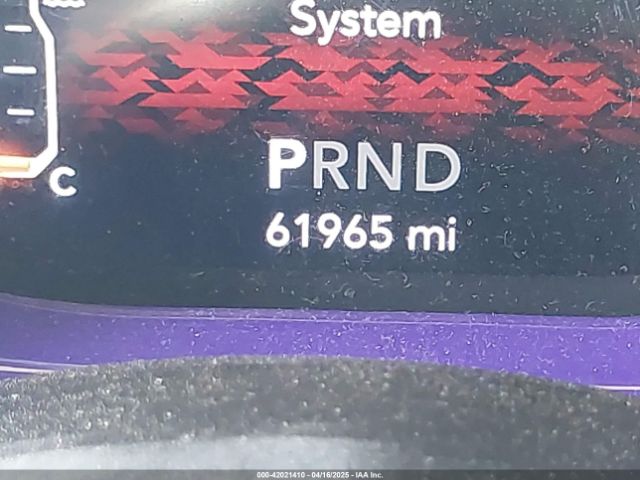 System
C
PRND
61965 mi
000-42021410 - 04/16/2025 - IAA Inc.